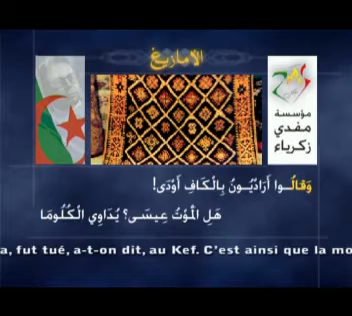 الأمازيغ
مؤسسة
مفدي
زكرياء
وَقَالُوا أَرَادْيُونُ بِالْكَافِ أَوْدَى!
هَلِ الْمَوْتُ عِيسَى؟ يُدَاوِي الْكُلُومَا
a, fut tué, a-t-on dit, au Kef. C'est ainsi que la mo